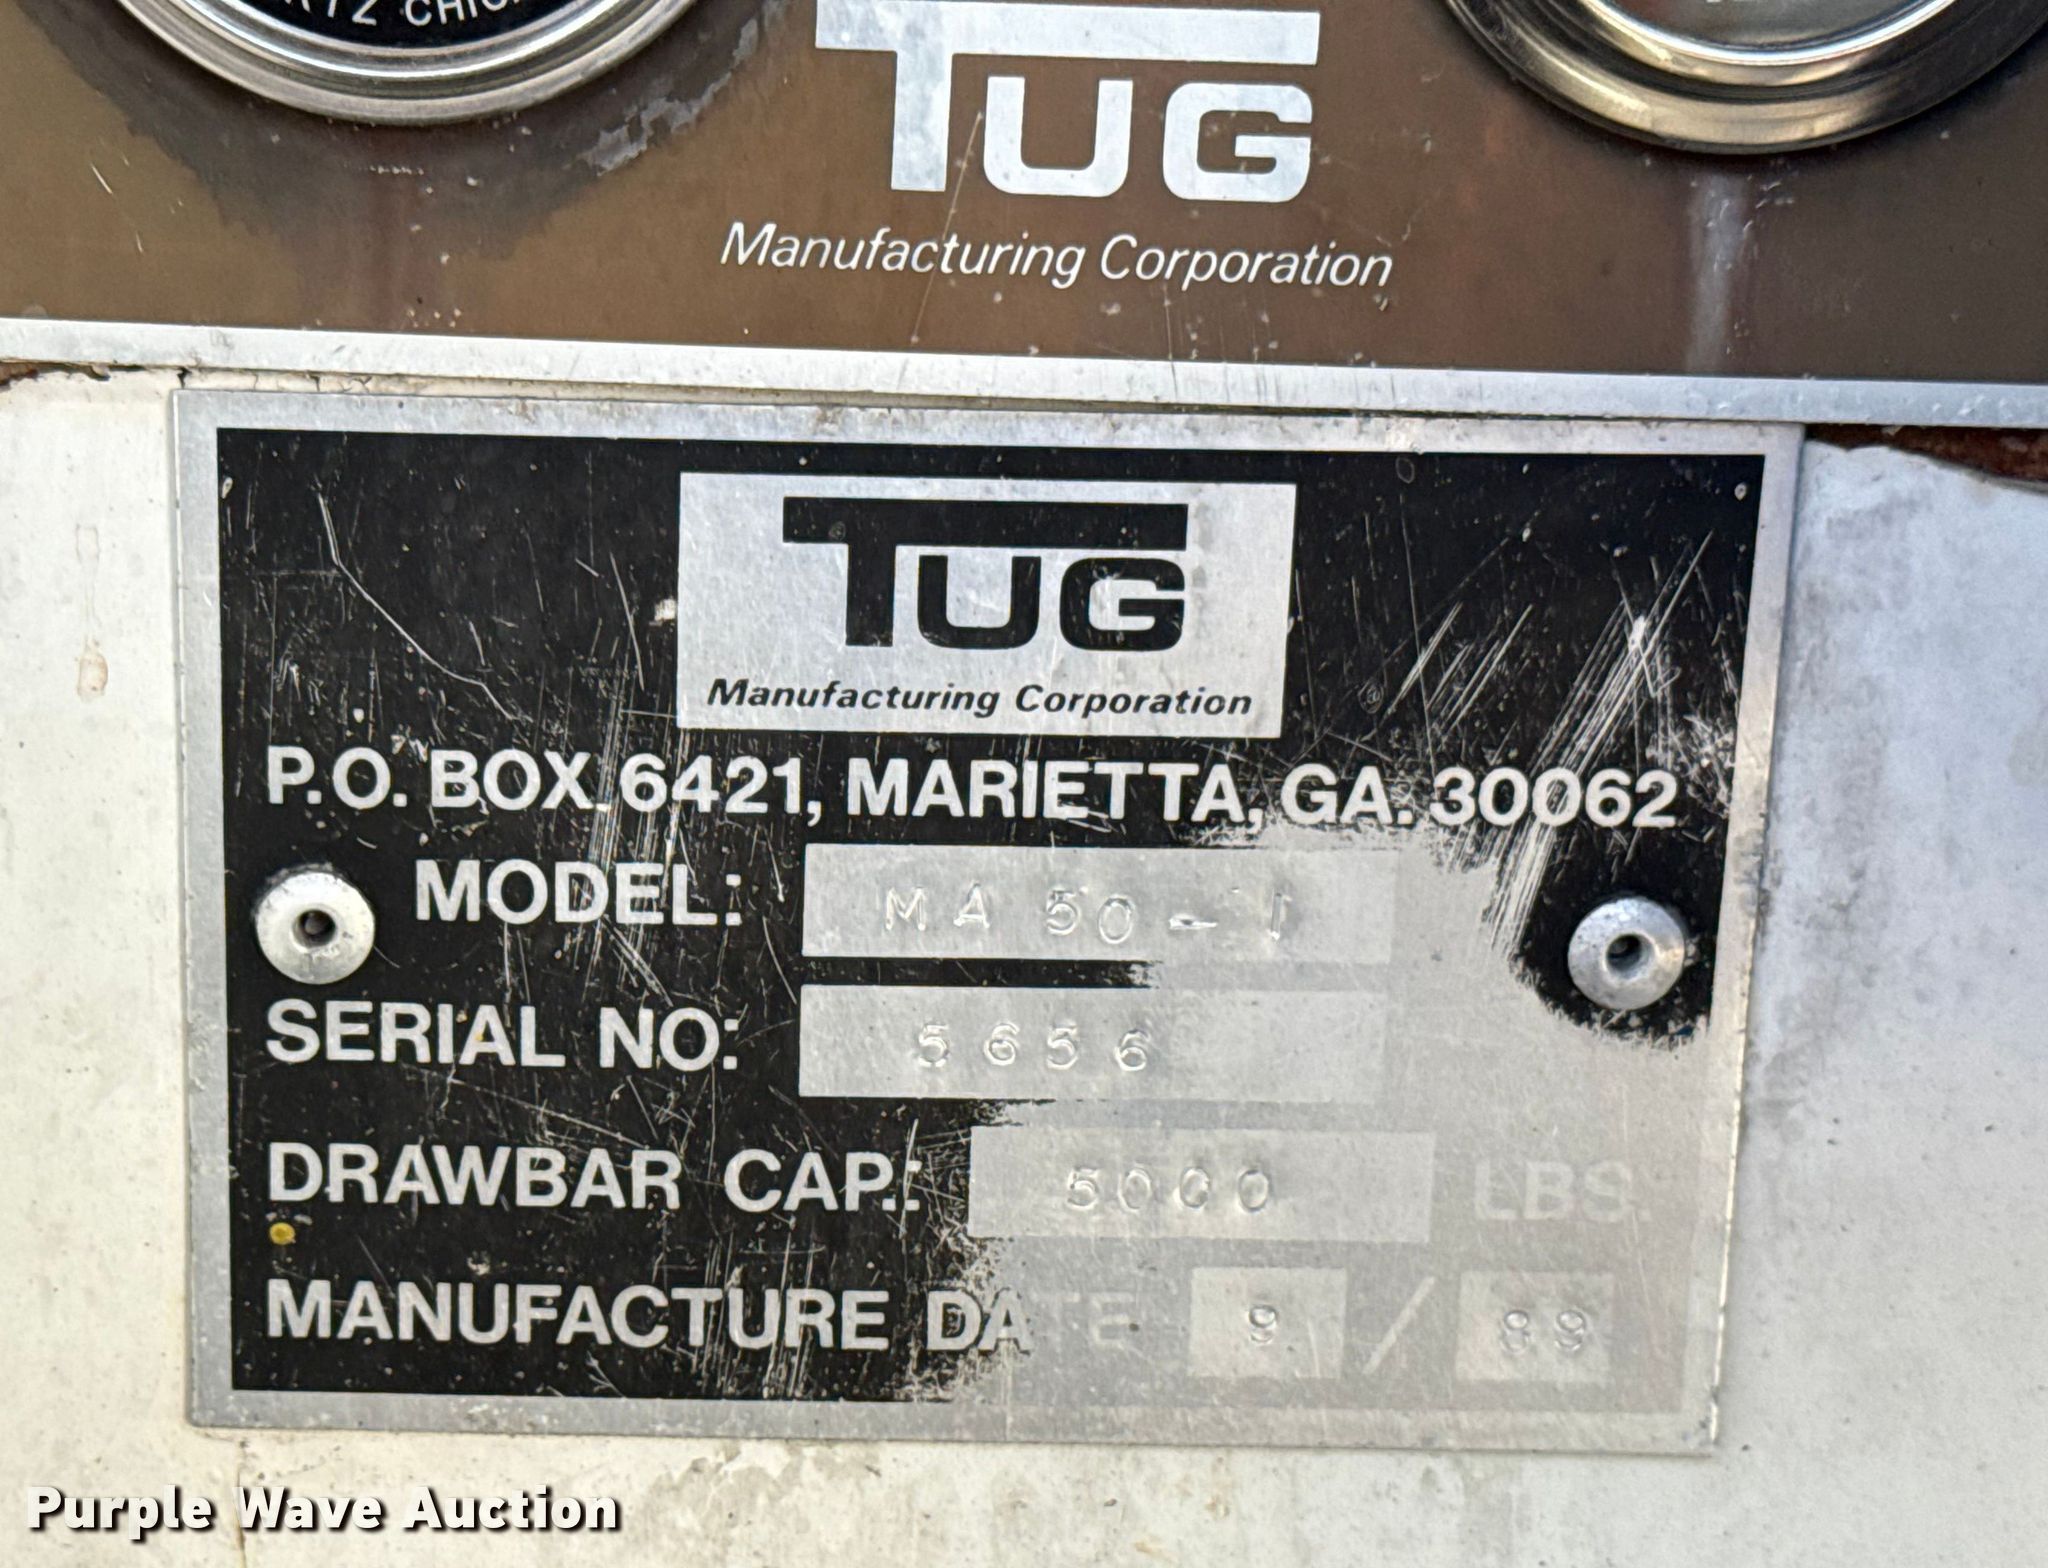 TUG
Manufacturing Corporation
TUG
Manufacturing Corporation
P.O. BOX 6421, MARIETTA, GA. 30062
MODEL: MA 50-1
SERIAL NO: 5656
DRAWBAR CAP.: 5000 LBS.
MANUFACTURE DATE 9 / 89
Purple Wave Auction